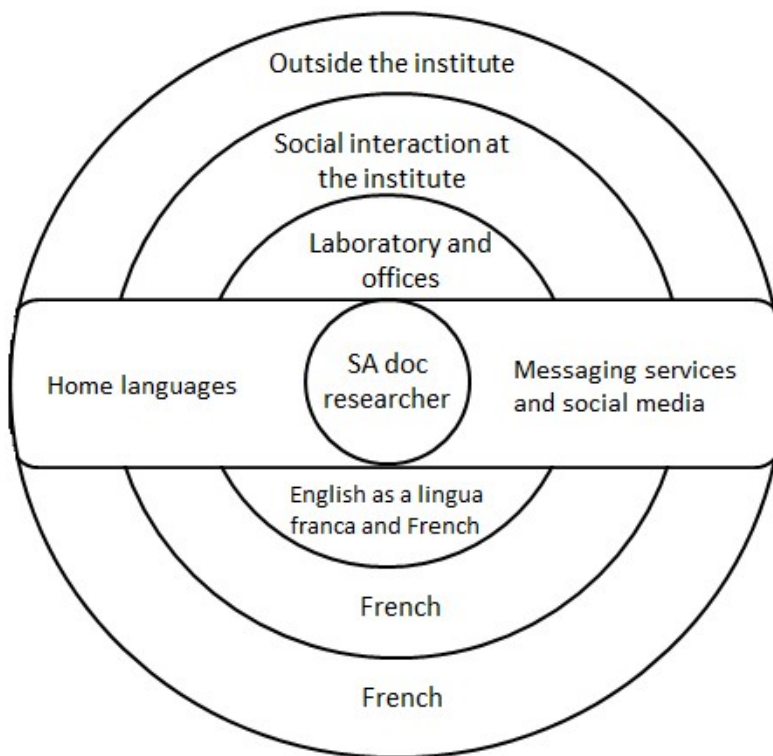 Outside the institute
Social interaction at
the institute
Laboratory and
offices
Home languages
SA doc
researcher
Messaging services
and social media
English as a lingua
franca and French
French
French